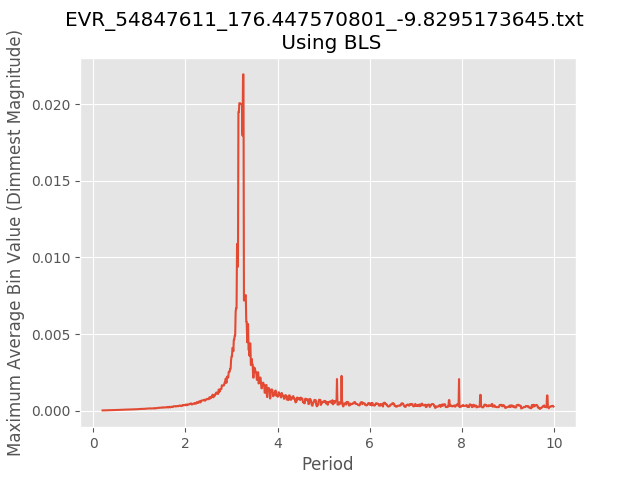 EVR_54847611_176.447570801_-9.8295173645.txt
Using BLS
Maximum Average Bin Value (Dimmest Magnitude)
0.020
0.015
0.010
0.005
0.000
0 2 4 6 8 10
Period